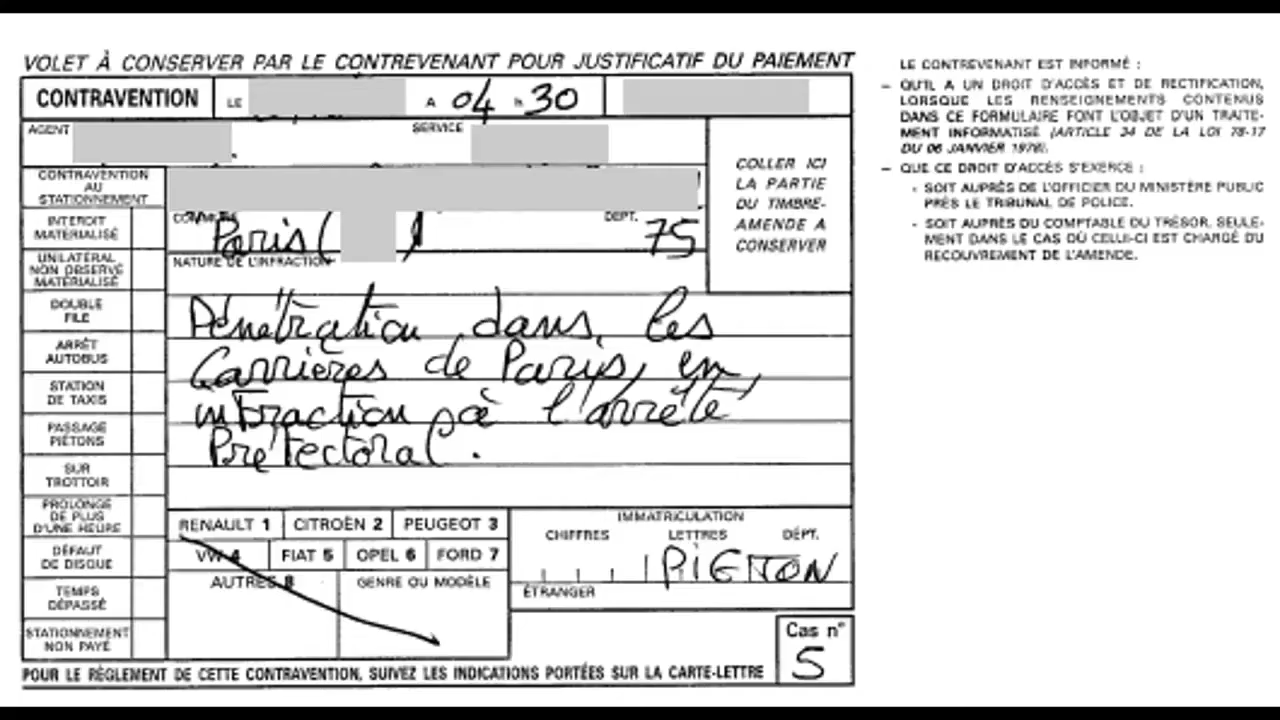 VOLET À CONSERVER PAR LE CONTREVENANT POUR JUSTIFICATIF DU PAIEMENT
CONTRAVENTION LE A 04 h 30
AGENT SERVICE
CONTRAVENTION
AU
STATIONNEMENT
INTERDIT
MATÉRIALISÉ
UNILATÉRAL
NON OBSERVÉ
MATÉRIALISÉ
DOUBLE
FILE
ARRÊT
AUTOBUS
STATION
DE TAXIS
PASSAGE
PIÉTONS
SUR
TROTTOIR
PROLONGÉ
DE PLUS
D'UNE HEURE
DÉFAUT
DE DISQUE
TEMPS
DÉPASSÉ
STATIONNEMENT
NON PAYÉ
COMMUNE DÉPT.
Paris ( ) 75
NATURE DE L'INFRACTION
Pénétration dans les
Carrières de Paris, en
infraction à l'arrêté
Préfectoral.
COLLER ICI
LA PARTIE
DU TIMBRE-
AMENDE A
CONSERVER
RENAULT 1 CITROËN 2 PEUGEOT 3
VW 4 FIAT 5 OPEL 6 FORD 7
AUTRES 8 GENRE OU MODÈLE
IMMATRICULATION
CHIFFRES LETTRES DÉPT.
PIETON
ÉTRANGER
Cas n°
5
POUR LE RÈGLEMENT DE CETTE CONTRAVENTION, SUIVEZ LES INDICATIONS PORTÉES SUR LA CARTE-LETTRE
LE CONTREVENANT EST INFORMÉ :
– QU'IL A UN DROIT D'ACCÈS ET DE RECTIFICATION,
LORSQUE LES RENSEIGNEMENTS CONTENUS
DANS CE FORMULAIRE FONT L'OBJET D'UN TRAITE-
MENT INFORMATISÉ (ARTICLE 34 DE LA LOI 78-17
DU 06 JANVIER 1978).
– QUE CE DROIT D'ACCÈS S'EXERCE :
- SOIT AUPRÈS DE L'OFFICIER DU MINISTÈRE PUBLIC
PRÈS LE TRIBUNAL DE POLICE.
- SOIT AUPRÈS DU COMPTABLE DU TRÉSOR, SEULE-
MENT DANS LE CAS OÙ CELUI-CI EST CHARGÉ DU
RECOUVREMENT DE L'AMENDE.